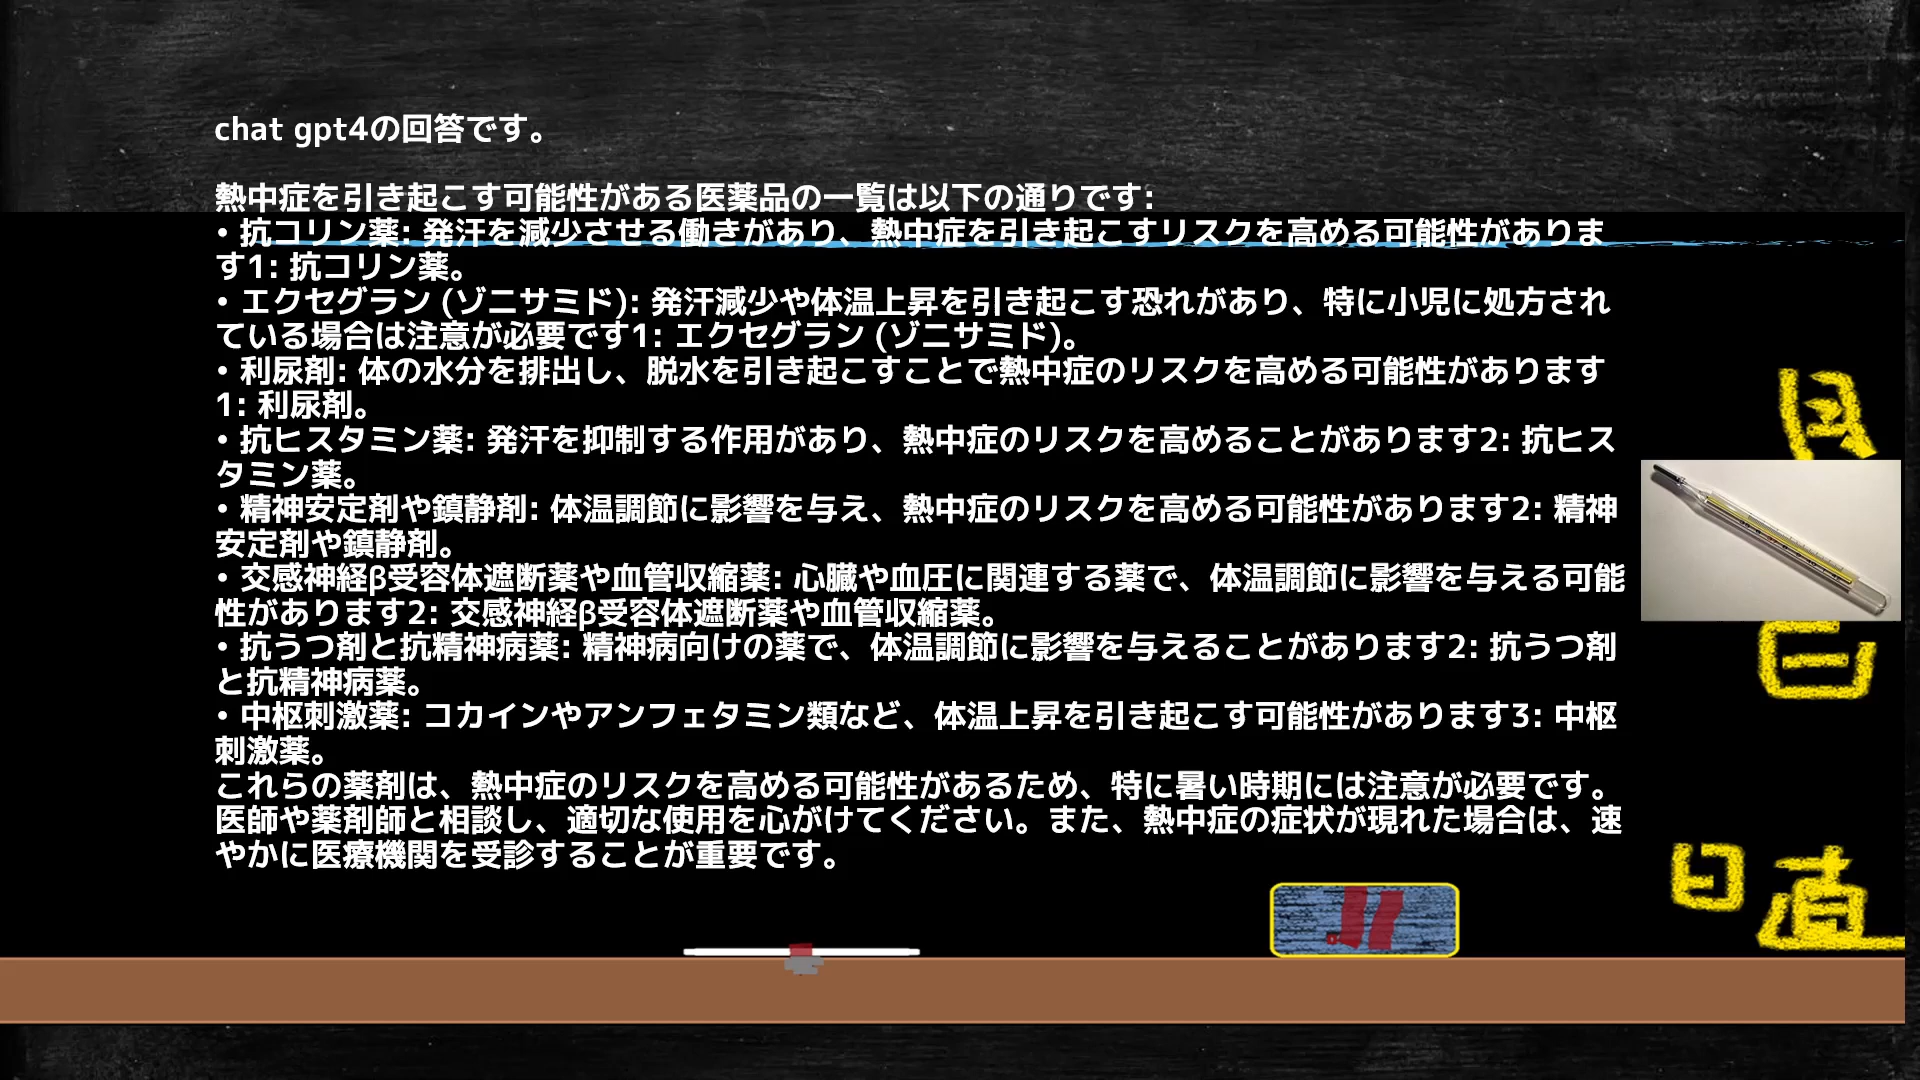 chat gpt4の回答です。
熱中症を引き起こす可能性がある医薬品の一覧は以下の通りです:
• 抗コリン薬: 発汗を減少させる働きがあり、熱中症を引き起こすリスクを高める可能性がありま
す1: 抗コリン薬。
• エクセグラン (ゾニサミド): 発汗減少や体温上昇を引き起こす恐れがあり、特に小児に処方され
ている場合は注意が必要です1: エクセグラン (ゾニサミド)。
• 利尿剤: 体の水分を排出し、脱水を引き起こすことで熱中症のリスクを高める可能性があります
1: 利尿剤。
• 抗ヒスタミン薬: 発汗を抑制する作用があり、熱中症のリスクを高めることがあります2: 抗ヒス
タミン薬。
• 精神安定剤や鎮静剤: 体温調節に影響を与え、熱中症のリスクを高める可能性があります2: 精神
安定剤や鎮静剤。
• 交感神経β受容体遮断薬や血管収縮薬: 心臓や血圧に関連する薬で、体温調節に影響を与える可能
性があります2: 交感神経β受容体遮断薬や血管収縮薬。
• 抗うつ剤と抗精神病薬: 精神病向けの薬で、体温調節に影響を与えることがあります2: 抗うつ剤
と抗精神病薬。
• 中枢刺激薬: コカインやアンフェタミン類など、体温上昇を引き起こす可能性があります3: 中枢
刺激薬。
これらの薬剤は、熱中症のリスクを高める可能性があるため、特に暑い時期には注意が必要です。
医師や薬剤師と相談し、適切な使用を心がけてください。また、熱中症の症状が現れた場合は、速
やかに医療機関を受診することが重要です。
月
日
日直